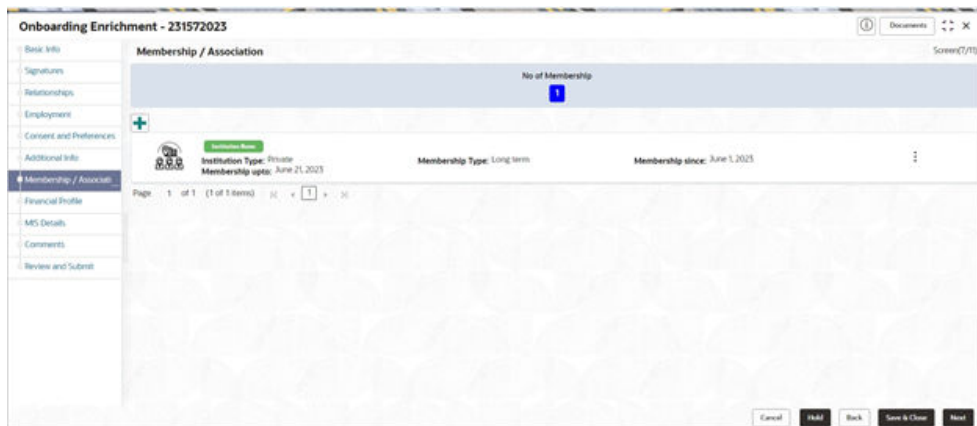 Onboarding Enrichment - 231572023
Documents
Basic Info
Signatures
Relationships
Employment
Consent and Preferences
Additional Info
Membership / Associati...
Financial Profile
MIS Details
Comments
Review and Submit
Membership / Association
Screen(7/11)
No of Membership
1
Institution Name
Institution Type: Private
Membership upto: June 21, 2023
Membership Type: Long term
Membership since: June 1, 2023
Page 1 of 1 (1 of 1 items) 1
Cancel Hold Back Save & Close Next